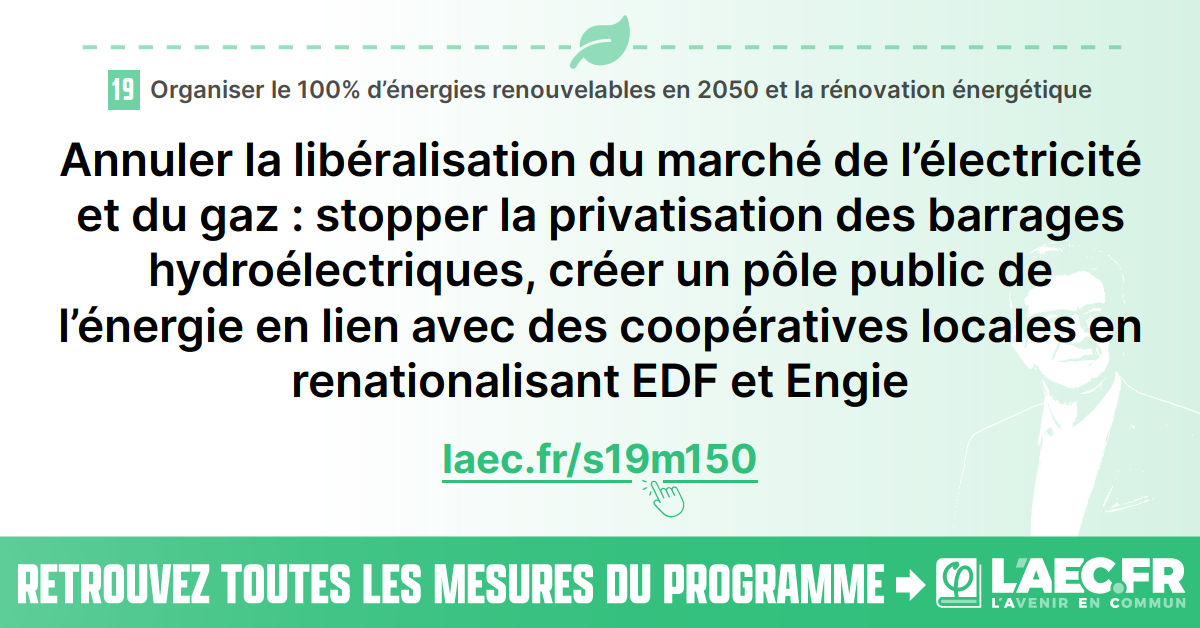 19 Organiser le 100% d’énergies renouvelables en 2050 et la rénovation énergétique
Annuler la libéralisation du marché de l’électricité
et du gaz : stopper la privatisation des barrages
hydroélectriques, créer un pôle public de
l’énergie en lien avec des coopératives locales en
renationalisant EDF et Engie
laec.fr/s19m150
RETROUVEZ TOUTES LES MESURES DU PROGRAMME
φ L'AEC.FR
L'AVENIR EN COMMUN